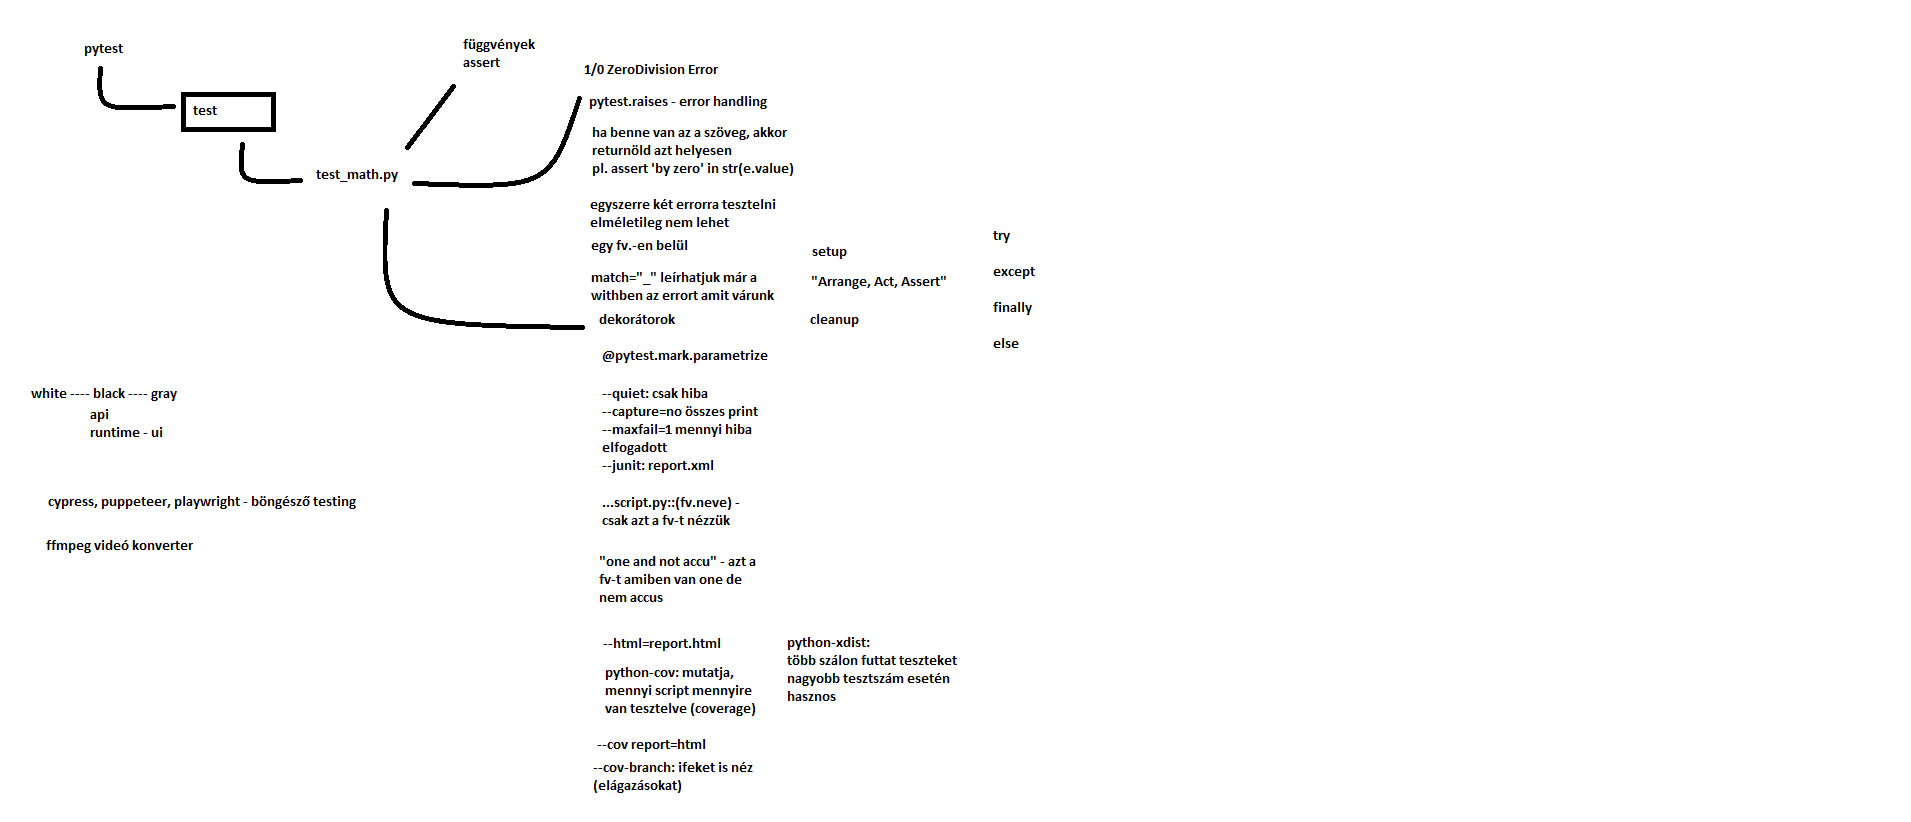 pytest
test
test_math.py
függvények
assert
1/0 ZeroDivision Error
pytest.raises - error handling
ha benne van az a szöveg, akkor
returnöld azt helyesen
pl. assert 'by zero' in str(e.value)
egyszerre két errorra tesztelni
elméletileg nem lehet
egy fv.-en belül
match="_" leírhatjuk már a
withben az errort amit várunk
dekorátorok
@pytest.mark.parametrize
--quiet: csak hiba
--capture=no összes print
--maxfail=1 mennyi hiba
elfogadott
--junit: report.xml
...script.py::(fv.neve) -
csak azt a fv-t nézzük
"one and not accu" - azt a
fv-t amiben van one de
nem accus
--html=report.html
python-cov: mutatja,
mennyi script mennyire
van tesztelve (coverage)
--cov report=html
--cov-branch: ifeket is néz
(elágazásokat)
setup
"Arrange, Act, Assert"
cleanup
python-xdist:
több szálon futtat teszteket
nagyobb tesztszám esetén
hasznos
try
except
finally
else
white ---- black ---- gray
api
runtime - ui
cypress, puppeteer, playwright - böngésző testing
ffmpeg videó konverter